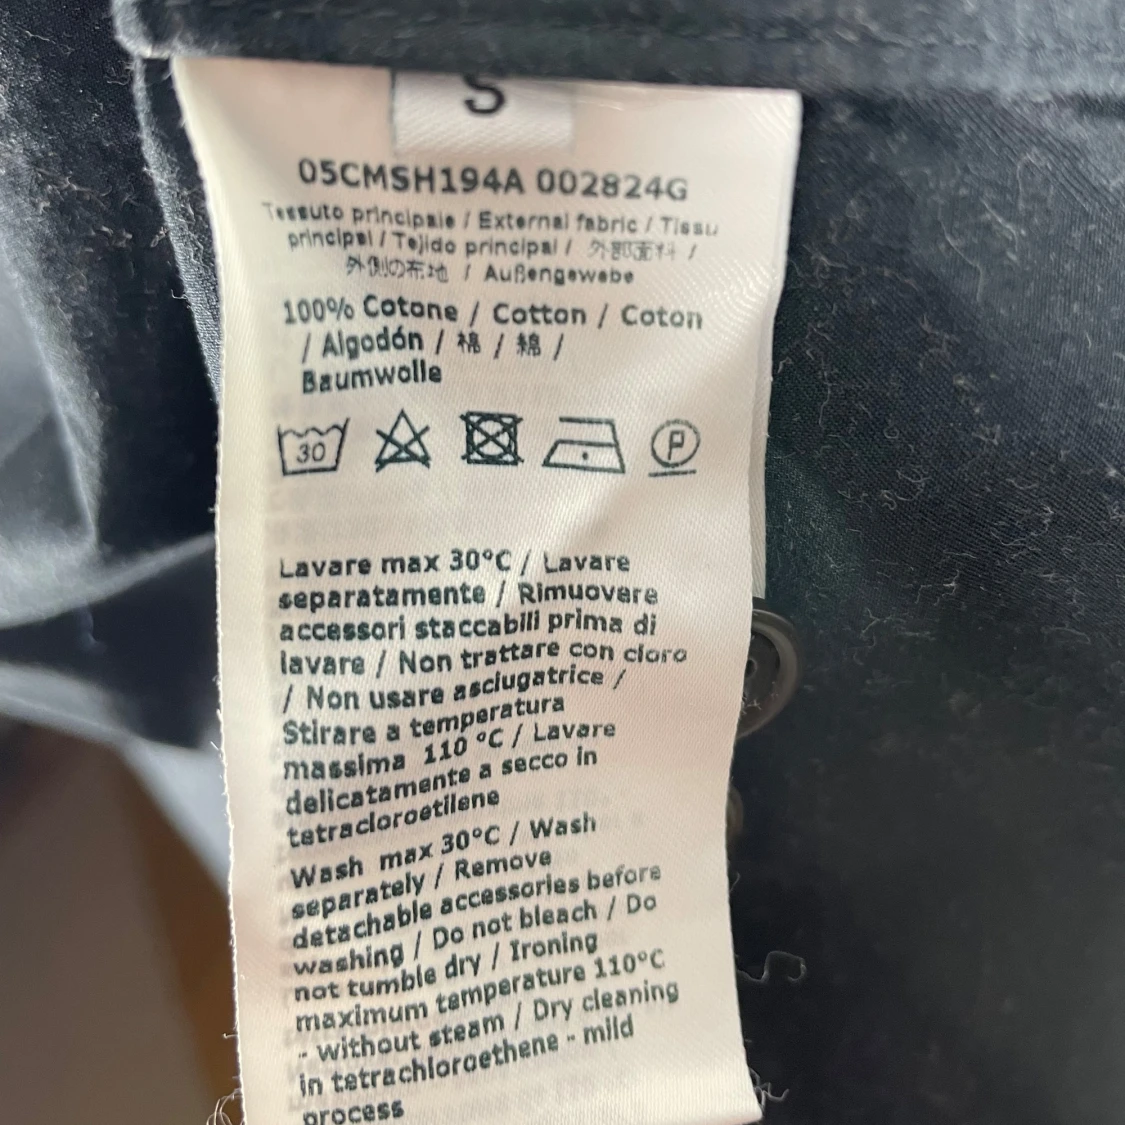 S
05CMSH194A 002824G
Tessuto principale / External fabric / Tissu
principal / Tejido principal / 外部面料 /
外側の布地 / Außengewebe
100% Cotone / Cotton / Coton
/ Algodón / 棉 / 綿 /
Baumwolle
30 P
Lavare max 30°C / Lavare
separatamente / Rimuovere
accessori staccabili prima di
lavare / Non trattare con cloro
/ Non usare asciugatrice /
Stirare a temperatura
massima 110 °C / Lavare
delicatamente a secco in
tetracloroetilene
Wash max 30°C / Wash
separately / Remove
detachable accessories before
washing / Do not bleach / Do
not tumble dry / Ironing
maximum temperature 110°C
- without steam / Dry cleaning
in tetrachloroethene - mild
process